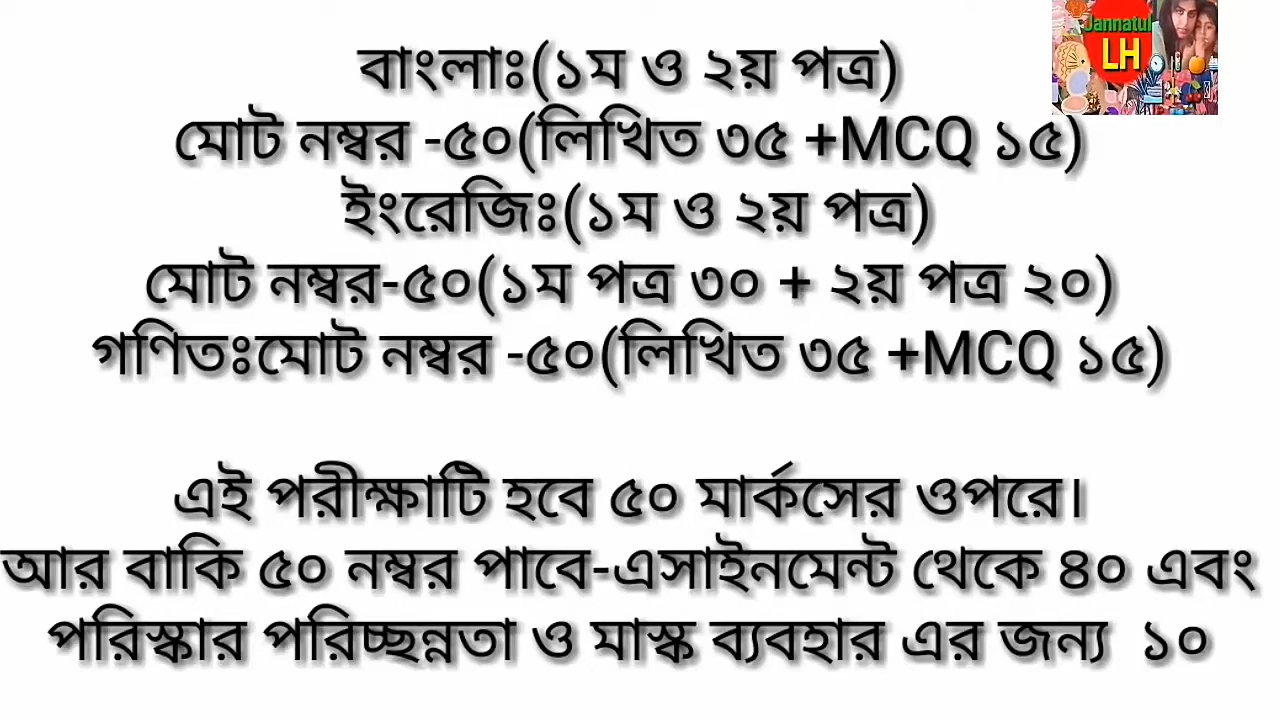 Jannatul
LH
বাংলাঃ(১ম ও ২য় পত্র)
মোট নম্বর -৫০(লিখিত ৩৫ +MCQ ১৫)
ইংরেজিঃ(১ম ও ২য় পত্র)
মোট নম্বর-৫০(১ম পত্র ৩০ + ২য় পত্র ২০)
গণিতঃমোট নম্বর -৫০(লিখিত ৩৫ +MCQ ১৫)
এই পরীক্ষাটি হবে ৫০ মার্কসের ওপরে।
আর বাকি ৫০ নম্বর পাবে-এসাইনমেন্ট থেকে ৪০ এবং
পরিস্কার পরিচ্ছন্নতা ও মাস্ক ব্যবহার এর জন্য ১০